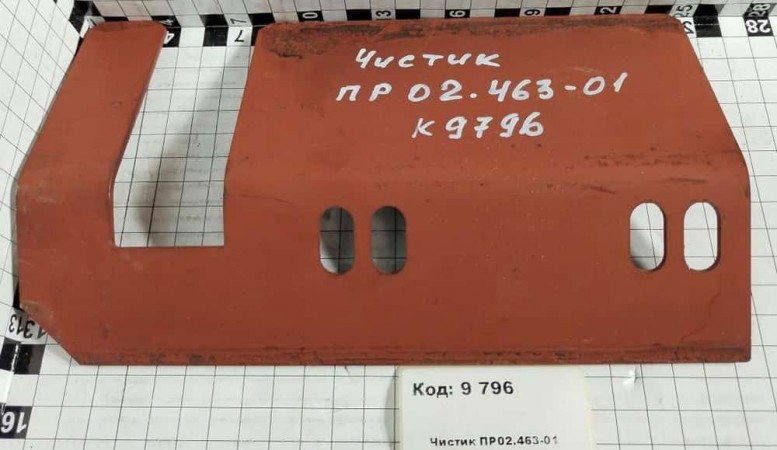 Чистик
ПР 02.463-01
К 9796
Код: 9 796
Чистик ПР02.463-01